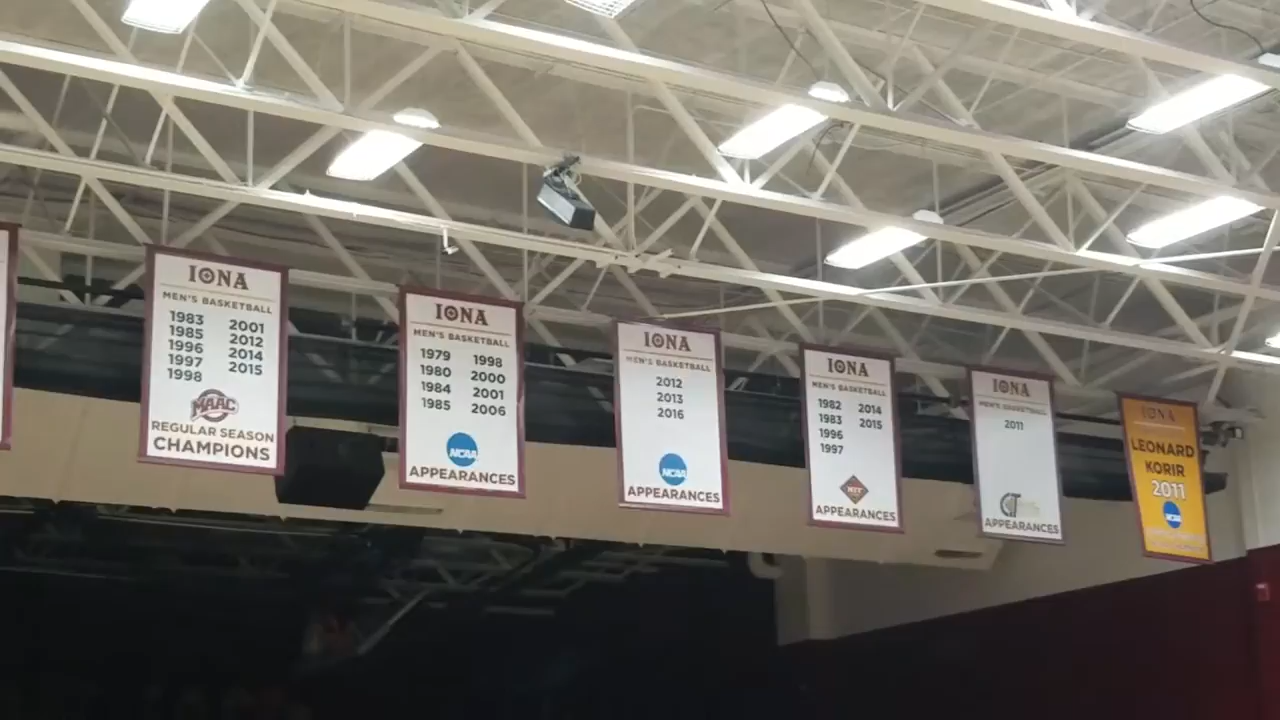 IONA
MEN'S BASKETBALL
1983 2001
1985 2012
1996 2014
1997 2015
1998
MAAC
REGULAR SEASON
CHAMPIONS
IONA
MEN'S BASKETBALL
1979 1998
1980 2000
1984 2001
1985 2006
NCAA
APPEARANCES
IONA
MEN'S BASKETBALL
2012
2013
2016
NCAA
APPEARANCES
IONA
MEN'S BASKETBALL
1982 2014
1983 2015
1996
1997
NIT
APPEARANCES
IONA
MEN'S BASKETBALL
2011
CIT
APPEARANCES
IONA
LEONARD
KORIR
2011
NCAA